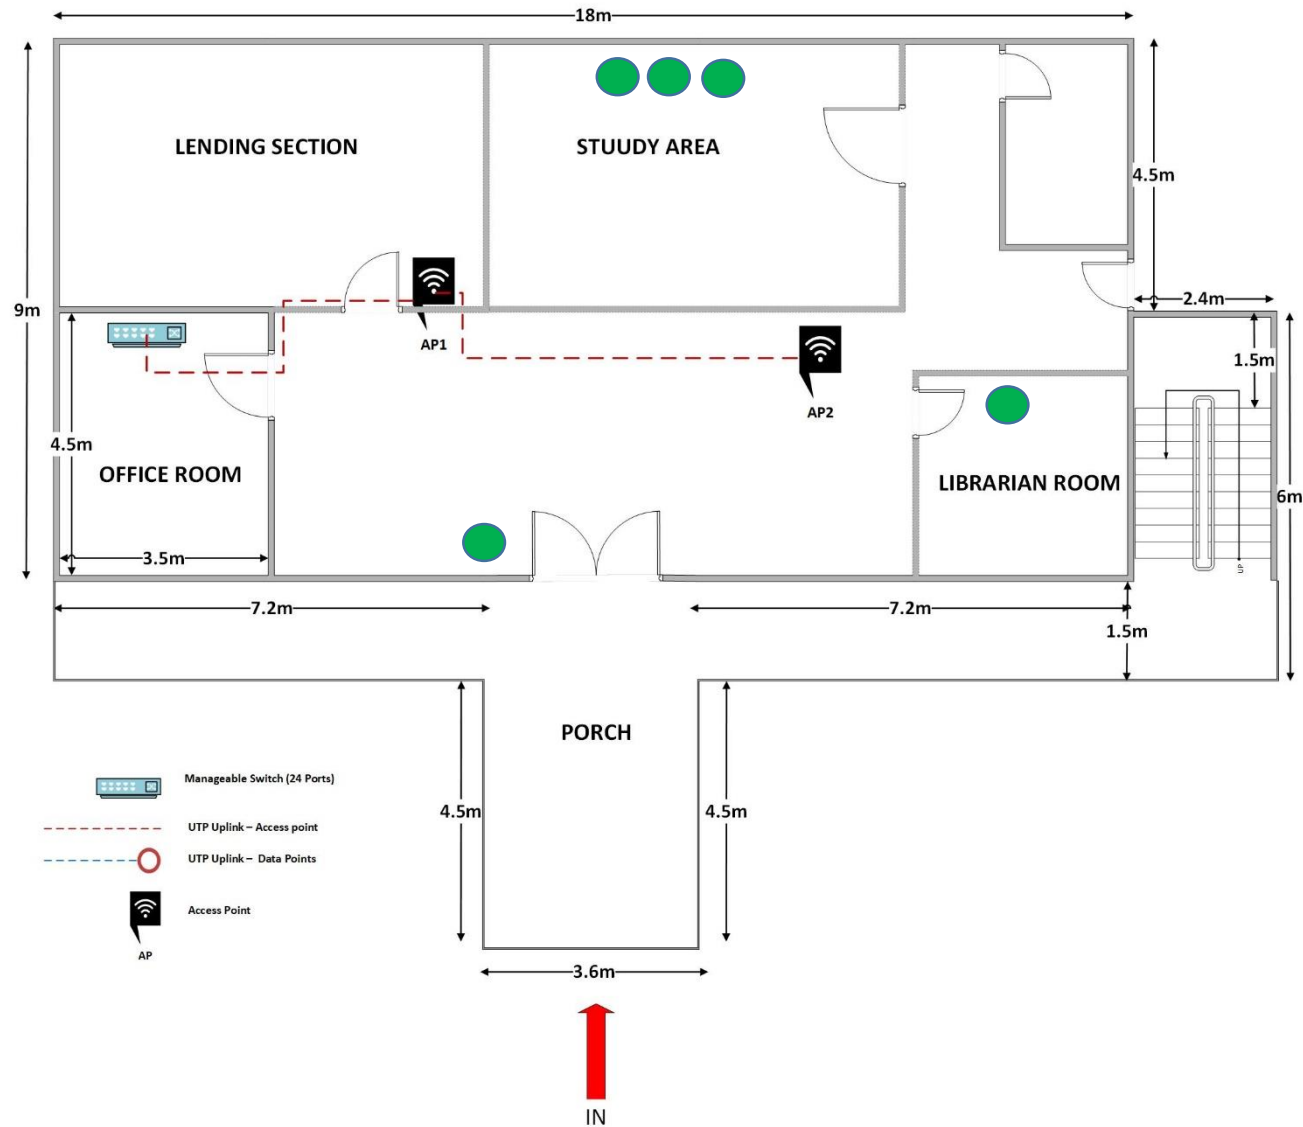 18m
LENDING SECTION
STUUDY AREA
4.5m
9m
2.4m
AP1
1.5m
AP2
4.5m
OFFICE ROOM
LIBRARIAN ROOM
6m
3.5m
UP
7.2m
7.2m
1.5m
PORCH
Manageable Switch (24 Ports)
4.5m
4.5m
UTP Uplink – Access point
UTP Uplink – Data Points
Access Point
AP
3.6m
IN